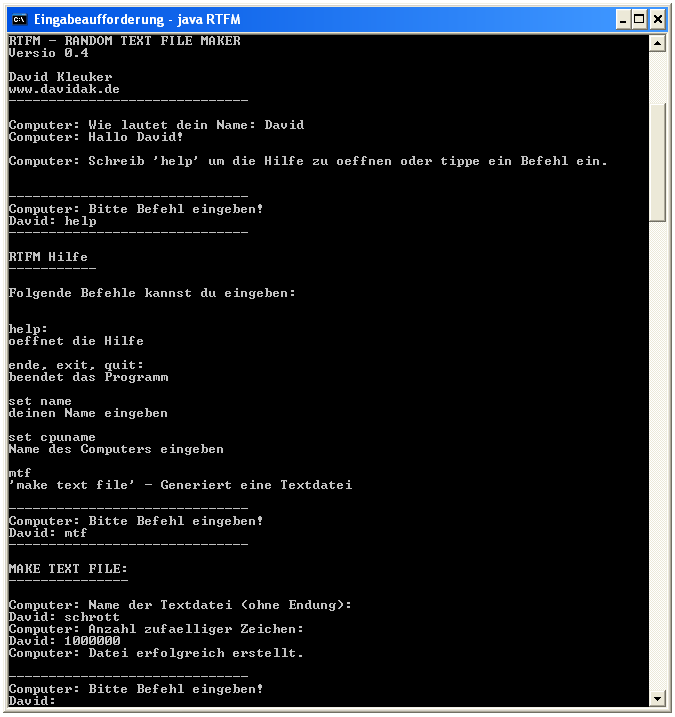 Eingabeaufforderung - java RTFM
RTFM - RANDOM TEXT FILE MAKER
Versio 0.4
David Kleuker
www.davidak.de
------------------------------
Computer: Wie lautet dein Name: David
Computer: Hallo David!
Computer: Schreib 'help' um die Hilfe zu oeffnen oder tippe ein Befehl ein.
------------------------------
Computer: Bitte Befehl eingeben!
David: help
------------------------------
RTFM Hilfe
-----------
Folgende Befehle kannst du eingeben:
help:
oeffnet die Hilfe
ende, exit, quit:
beendet das Programm
set name
deinen Name eingeben
set cpuname
Name des Computers eingeben
mtf
'make text file' - Generiert eine Textdatei
------------------------------
Computer: Bitte Befehl eingeben!
David: mtf
------------------------------
MAKE TEXT FILE:
---------------
Computer: Name der Textdatei (ohne Endung):
David: schrott
Computer: Anzahl zufaelliger Zeichen:
David: 1000000
Computer: Datei erfolgreich erstellt.
------------------------------
Computer: Bitte Befehl eingeben!
David: